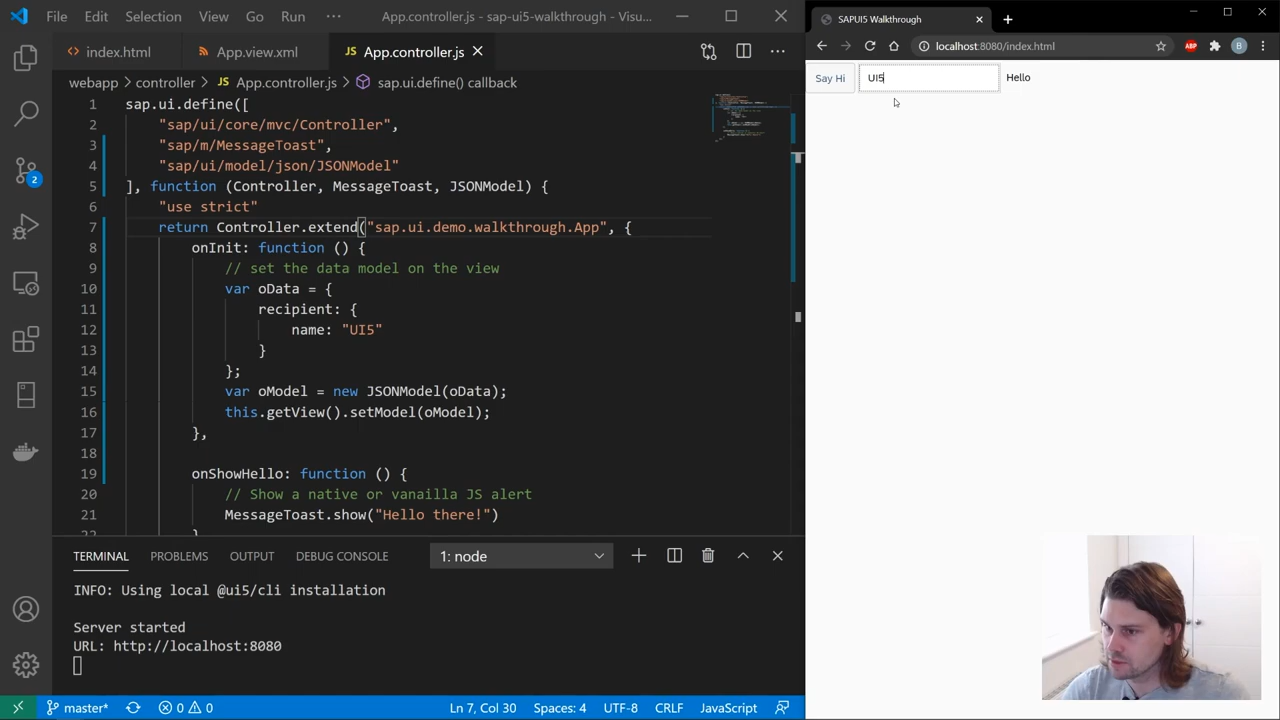 File Edit Selection View Go Run ··· App.controller.js - sap-ui5-walkthrough - Visu...
index.html App.view.xml JS App.controller.js
webapp > controller > JS App.controller.js > sap.ui.define() callback
1 sap.ui.define([
2 "sap/ui/core/mvc/Controller",
3 "sap/m/MessageToast",
4 "sap/ui/model/json/JSONModel"
5 ], function (Controller, MessageToast, JSONModel) {
6 "use strict"
7 return Controller.extend("sap.ui.demo.walkthrough.App", {
8 onInit: function () {
9 // set the data model on the view
10 var oData = {
11 recipient: {
12 name: "UI5"
13 }
14 };
15 var oModel = new JSONModel(oData);
16 this.getView().setModel(oModel);
17 },
18
19 onShowHello: function () {
20 // Show a native or vanailla JS alert
21 MessageToast.show("Hello there!")
2
TERMINAL PROBLEMS OUTPUT DEBUG CONSOLE 1: node
INFO: Using local @ui5/cli installation
Server started
URL: http://localhost:8080
master* 0 0 Ln 7, Col 30 Spaces: 4 UTF-8 CRLF JavaScript
SAPUI5 Walkthrough
localhost:8080/index.html ABP B
Say Hi UI5 Hello